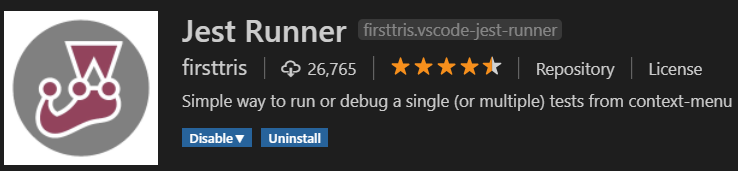 Jest Runner firsttris.vscode-jest-runner
firsttris 26,765 Repository License
Simple way to run or debug a single (or multiple) tests from context-menu
Disable▼ Uninstall